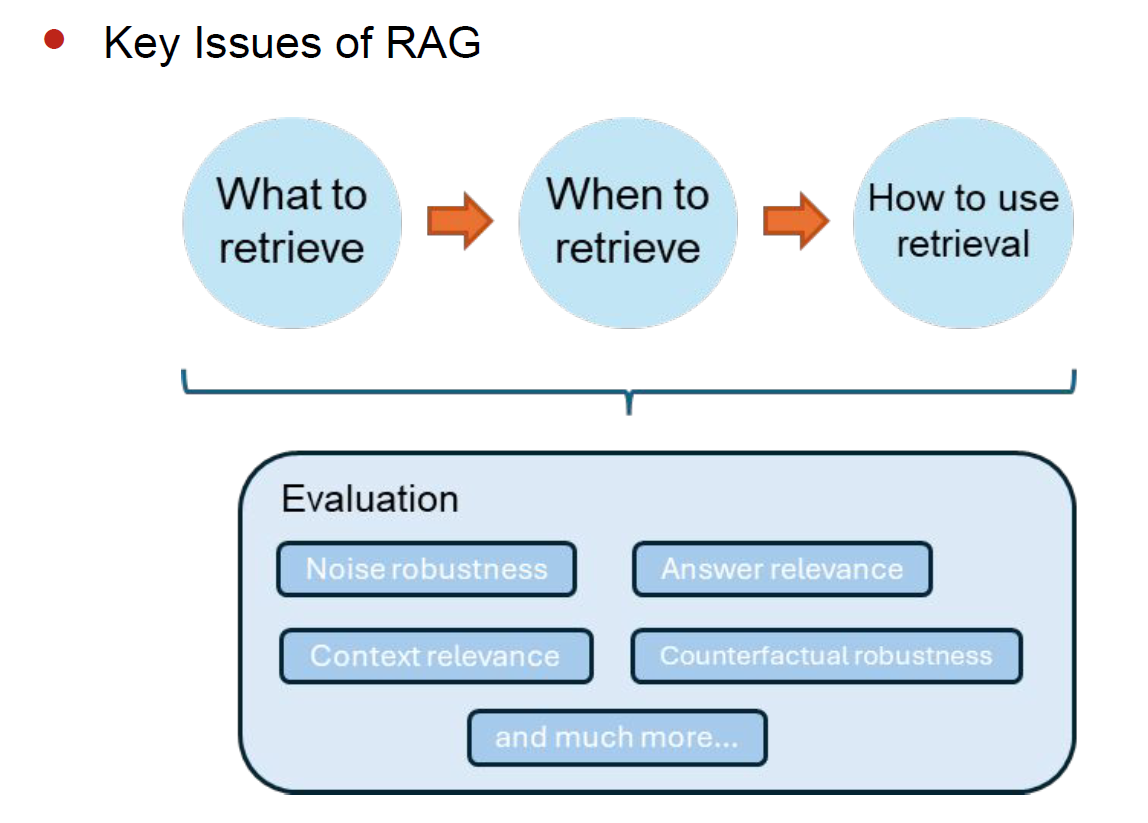 Key Issues of RAG
What to
retrieve
When to
retrieve
How to use
retrieval
Evaluation
Noise robustness
Answer relevance
Context relevance
Counterfactual robustness
and much more...